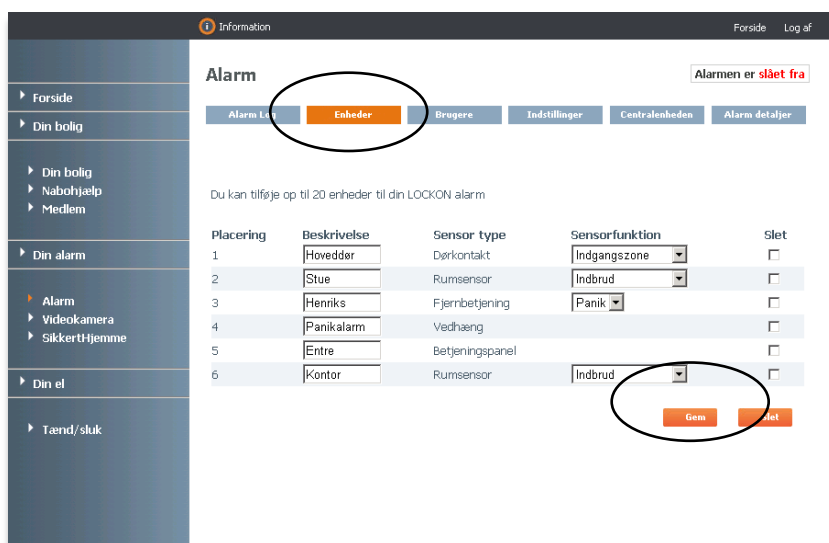 Information
Forside Log af
Alarm
Alarmen er slået fra
Alarm Log Enheder Brugere Indstillinger Centralenheden Alarm detaljer
Forside
Din bolig
Din bolig
Nabohjælp
Medlem
Din alarm
Alarm
Videokamera
SikkertHjemme
Din el
Tænd/sluk
Du kan tilføje op til 20 enheder til din LOCKON alarm
Placering Beskrivelse Sensor type Sensorfunktion Slet
1 Hoveddør Dørkontakt Indgangszone
2 Stue Rumsensor Indbrud
3 Henriks Fjernbetjening Panik
4 Panikalarm Vedhæng
5 Entre Betjeningspanel
6 Kontor Rumsensor Indbrud
Gem Slet